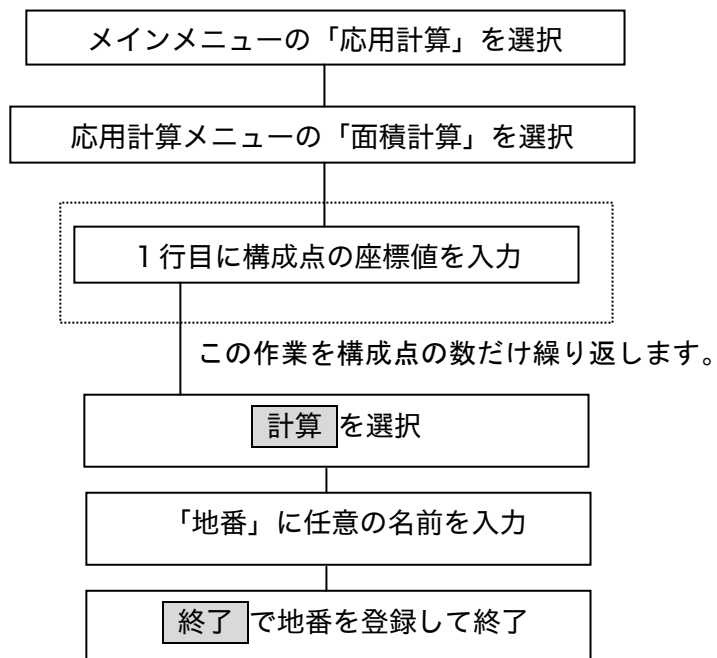 メインメニューの「応用計算」を選択
応用計算メニューの「面積計算」を選択
1行目に構成点の座標値を入力
この作業を構成点の数だけ繰り返します。
計算 を選択
「地番」に任意の名前を入力
終了 で地番を登録して終了